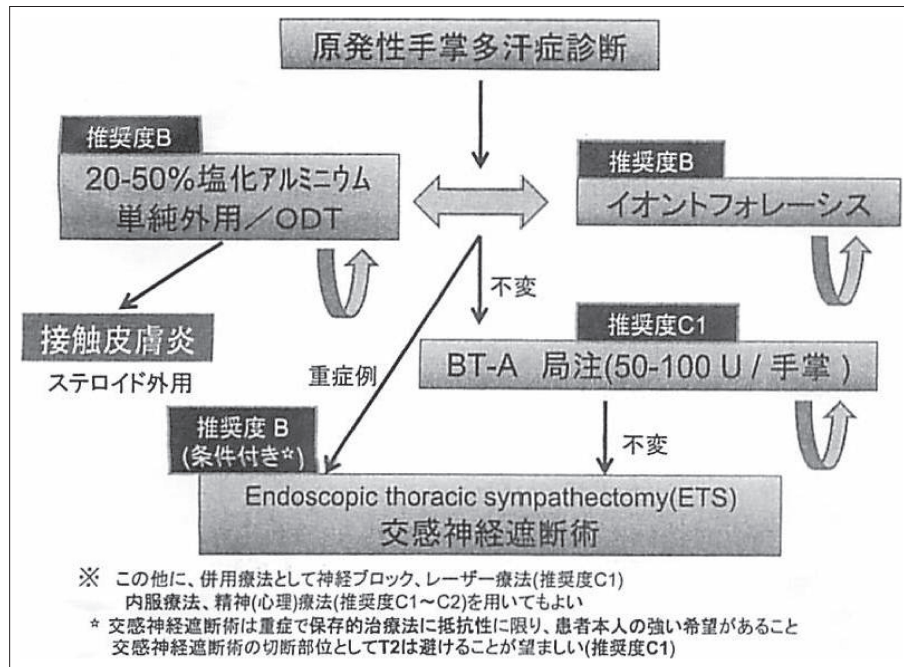 原発性手掌多汗症診断
推奨度B
20-50%塩化アルミニウム
単純外用／ODT
推奨度B
イオントフォレーシス
不変
接触皮膚炎
ステロイド外用
重症例
推奨度C1
BT-A 局注(50-100 U / 手掌 )
推奨度 B
(条件付き☆)
不変
Endoscopic thoracic sympathectomy(ETS)
交感神経遮断術
※ この他に、併用療法として神経ブロック、レーザー療法(推奨度C1)
内服療法、精神(心理)療法(推奨度C1～C2)を用いてもよい
☆ 交感神経遮断術は重症で保存的治療法に抵抗性に限り、患者本人の強い希望があること
交感神経遮断術の切断部位としてT2は避けることが望ましい(推奨度C1)